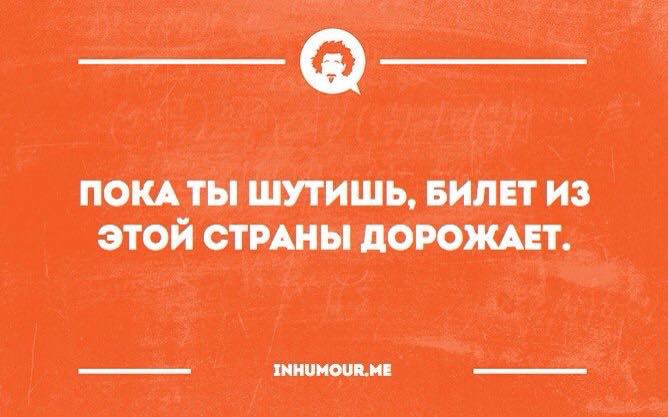 ПОКА ТЫ ШУТИШЬ, БИЛЕТ ИЗ
ЭТОЙ СТРАНЫ ДОРОЖАЕТ.
INHUMOUR.ME